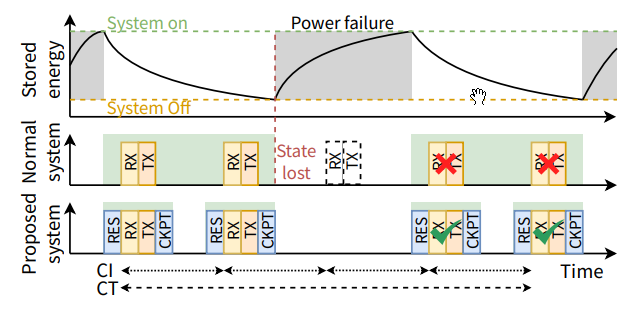 System on
Power failure
Stored
energy
System Off
Normal
system
RX
TX
RX
TX
State
lost
RX
TX
RX
TX
RX
TX
Proposed
system
RES
RX
TX
CKPT
RES
RX
TX
CKPT
RES
RX
TX
CKPT
RES
RX
TX
CKPT
CI
Time
CT